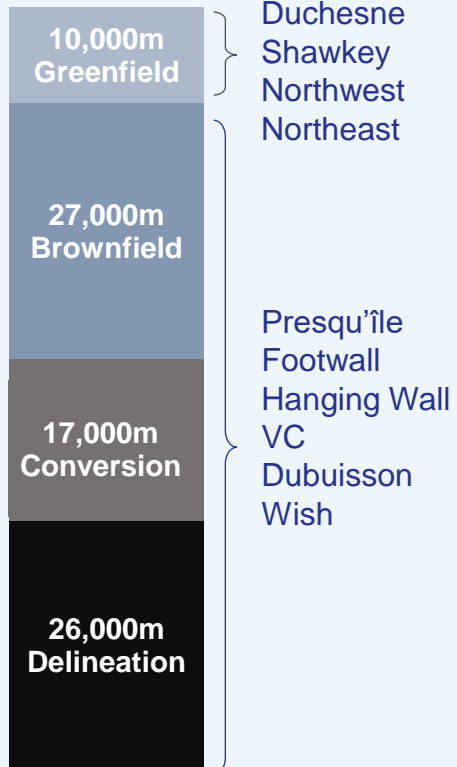 10,000m
Greenfield
Duchesne
Shawkey
Northwest
Northeast
27,000m
Brownfield
17,000m
Conversion
26,000m
Delineation
Presqu'île
Footwall
Hanging Wall
VC
Dubuisson
Wish